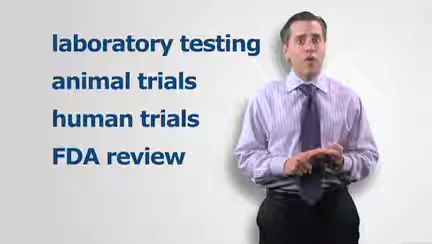 laboratory testing
animal trials
human trials
FDA review